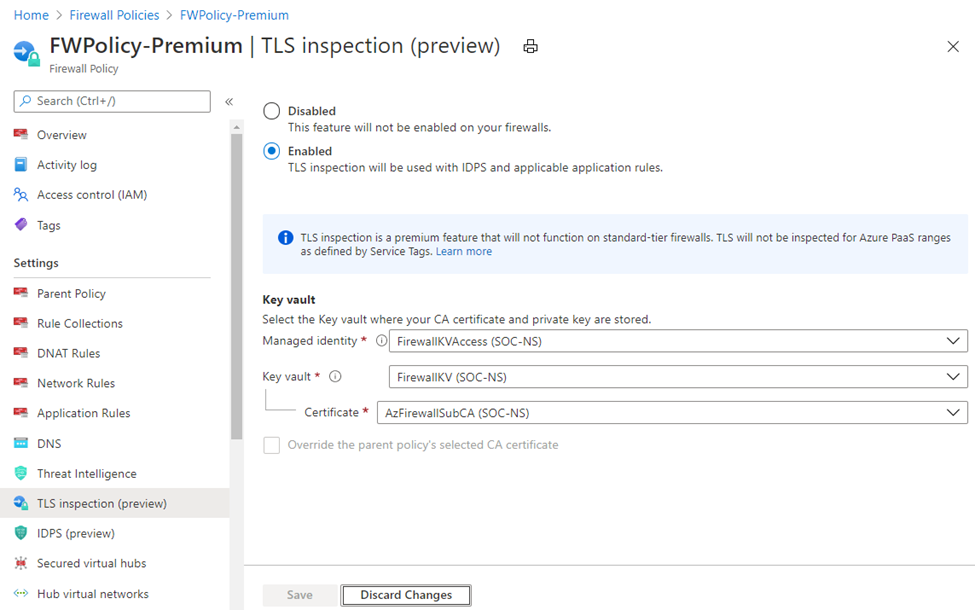 Home > Firewall Policies > FWPolicy-Premium
FWPolicy-Premium | TLS inspection (preview)
Firewall Policy
Search (Ctrl+/)
«
Overview
Activity log
Access control (IAM)
Tags
Settings
Parent Policy
Rule Collections
DNAT Rules
Network Rules
Application Rules
DNS
Threat Intelligence
TLS inspection (preview)
IDPS (preview)
Secured virtual hubs
Hub virtual networks
Disabled
This feature will not be enabled on your firewalls.
Enabled
TLS inspection will be used with IDPS and applicable application rules.
TLS inspection is a premium feature that will not function on standard-tier firewalls. TLS will not be inspected for Azure PaaS ranges
as defined by Service Tags. Learn more
Key vault
Select the Key vault where your CA certificate and private key are stored.
Managed identity * FirewallKVAccess (SOC-NS)
Key vault * FirewallKV (SOC-NS)
Certificate * AzFirewallSubCA (SOC-NS)
Override the parent policy's selected CA certificate
Save Discard Changes